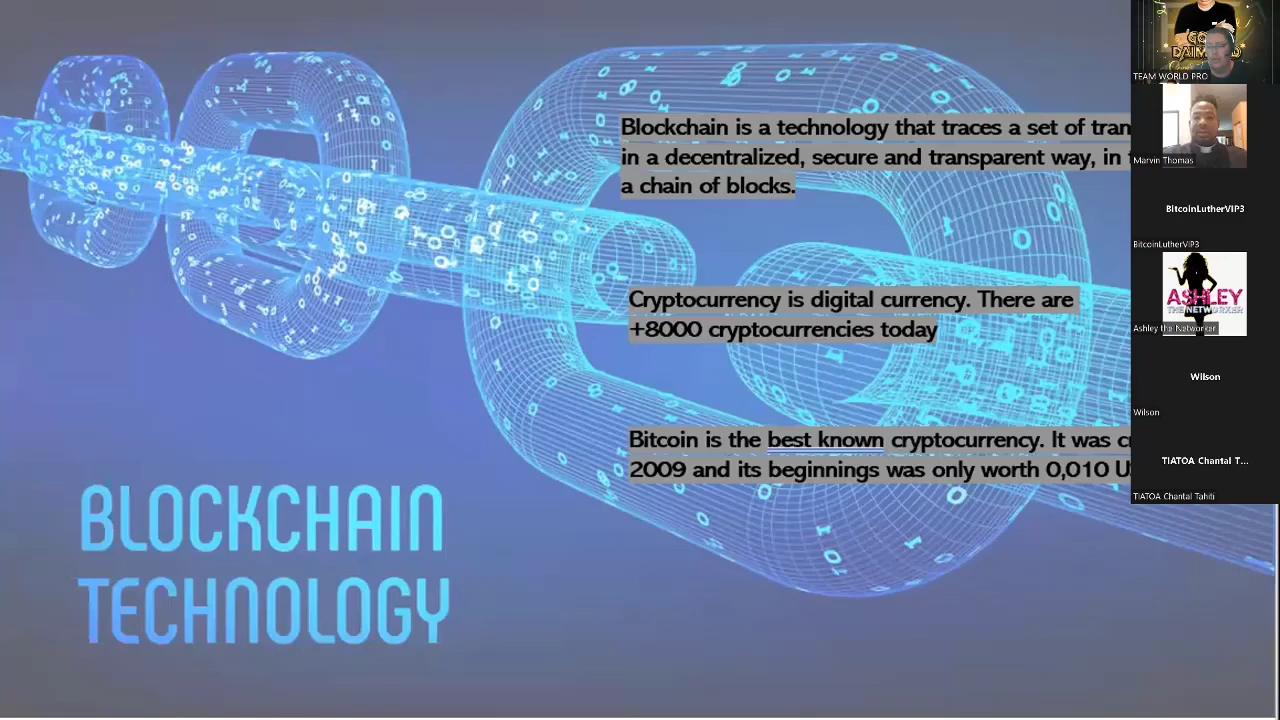 Blockchain is a technology that traces a set of tran
in a decentralized, secure and transparent way, in
a chain of blocks.
Cryptocurrency is digital currency. There are
+8000 cryptocurrencies today
Bitcoin is the best known cryptocurrency. It was c
2009 and its beginnings was only worth 0,010 U
BLOCKCHAIN
TECHNOLOGY
TEAM WORLD PRO
Marvin Thomas
BitcoinLutherVIP3
BitcoinLutherVIP3
ASHLEY
THE NETWORKER
Ashley the Networker
Wilson
Wilson
TIATOA Chantal T...
TIATOA Chantal Tahiti